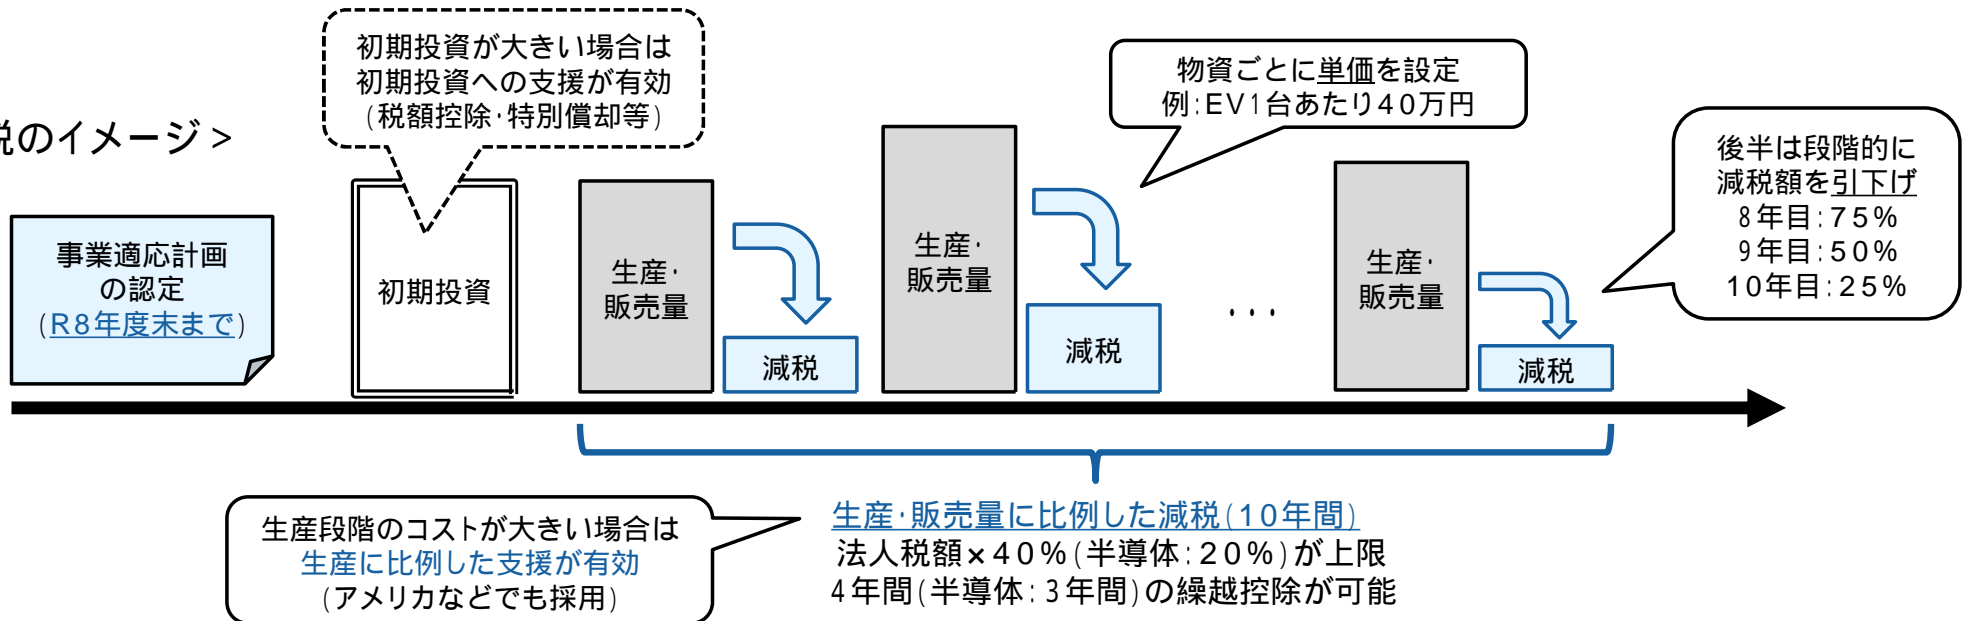 税のイメージ >
初期投資が大きい場合は
初期投資への支援が有効
(税額控除・特別償却等)
物資ごとに単価を設定
例:EV1台あたり40万円
後半は段階的に
減税額を引下げ
8年目:75%
9年目:50%
10年目:25%
事業適応計画
の認定
(R8年度末まで)
初期投資
生産・
販売量
減税
生産・
販売量
減税
・・・
生産・
販売量
減税
生産段階のコストが大きい場合は
生産に比例した支援が有効
(アメリカなどでも採用)
生産・販売量に比例した減税(10年間)
法人税額×40%(半導体:20%)が上限
4年間(半導体:3年間)の繰越控除が可能